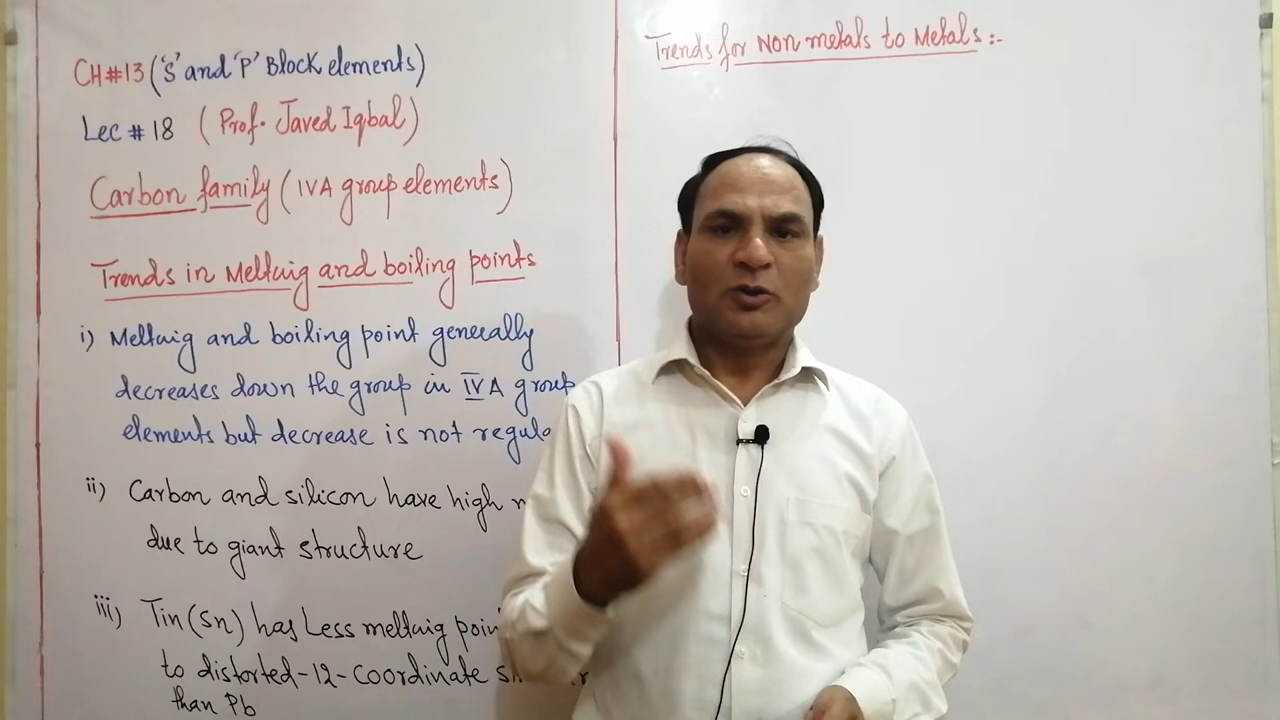 CH#13 ('S' and 'P' Block elements)
Lec # 18 (Prof. Javed Iqbal)
Carbon family (IVA group elements)
Trends in Melting and boiling points
i) Melting and boiling point generally
decreases down the group in IVA group
elements but decrease is not
ii) Carbon and silicon have high
due to giant structure
iii) Tin(Sn) has Less melting
to distorted-12-coordinate
than Pb
Trends for Non metals to Metals :-